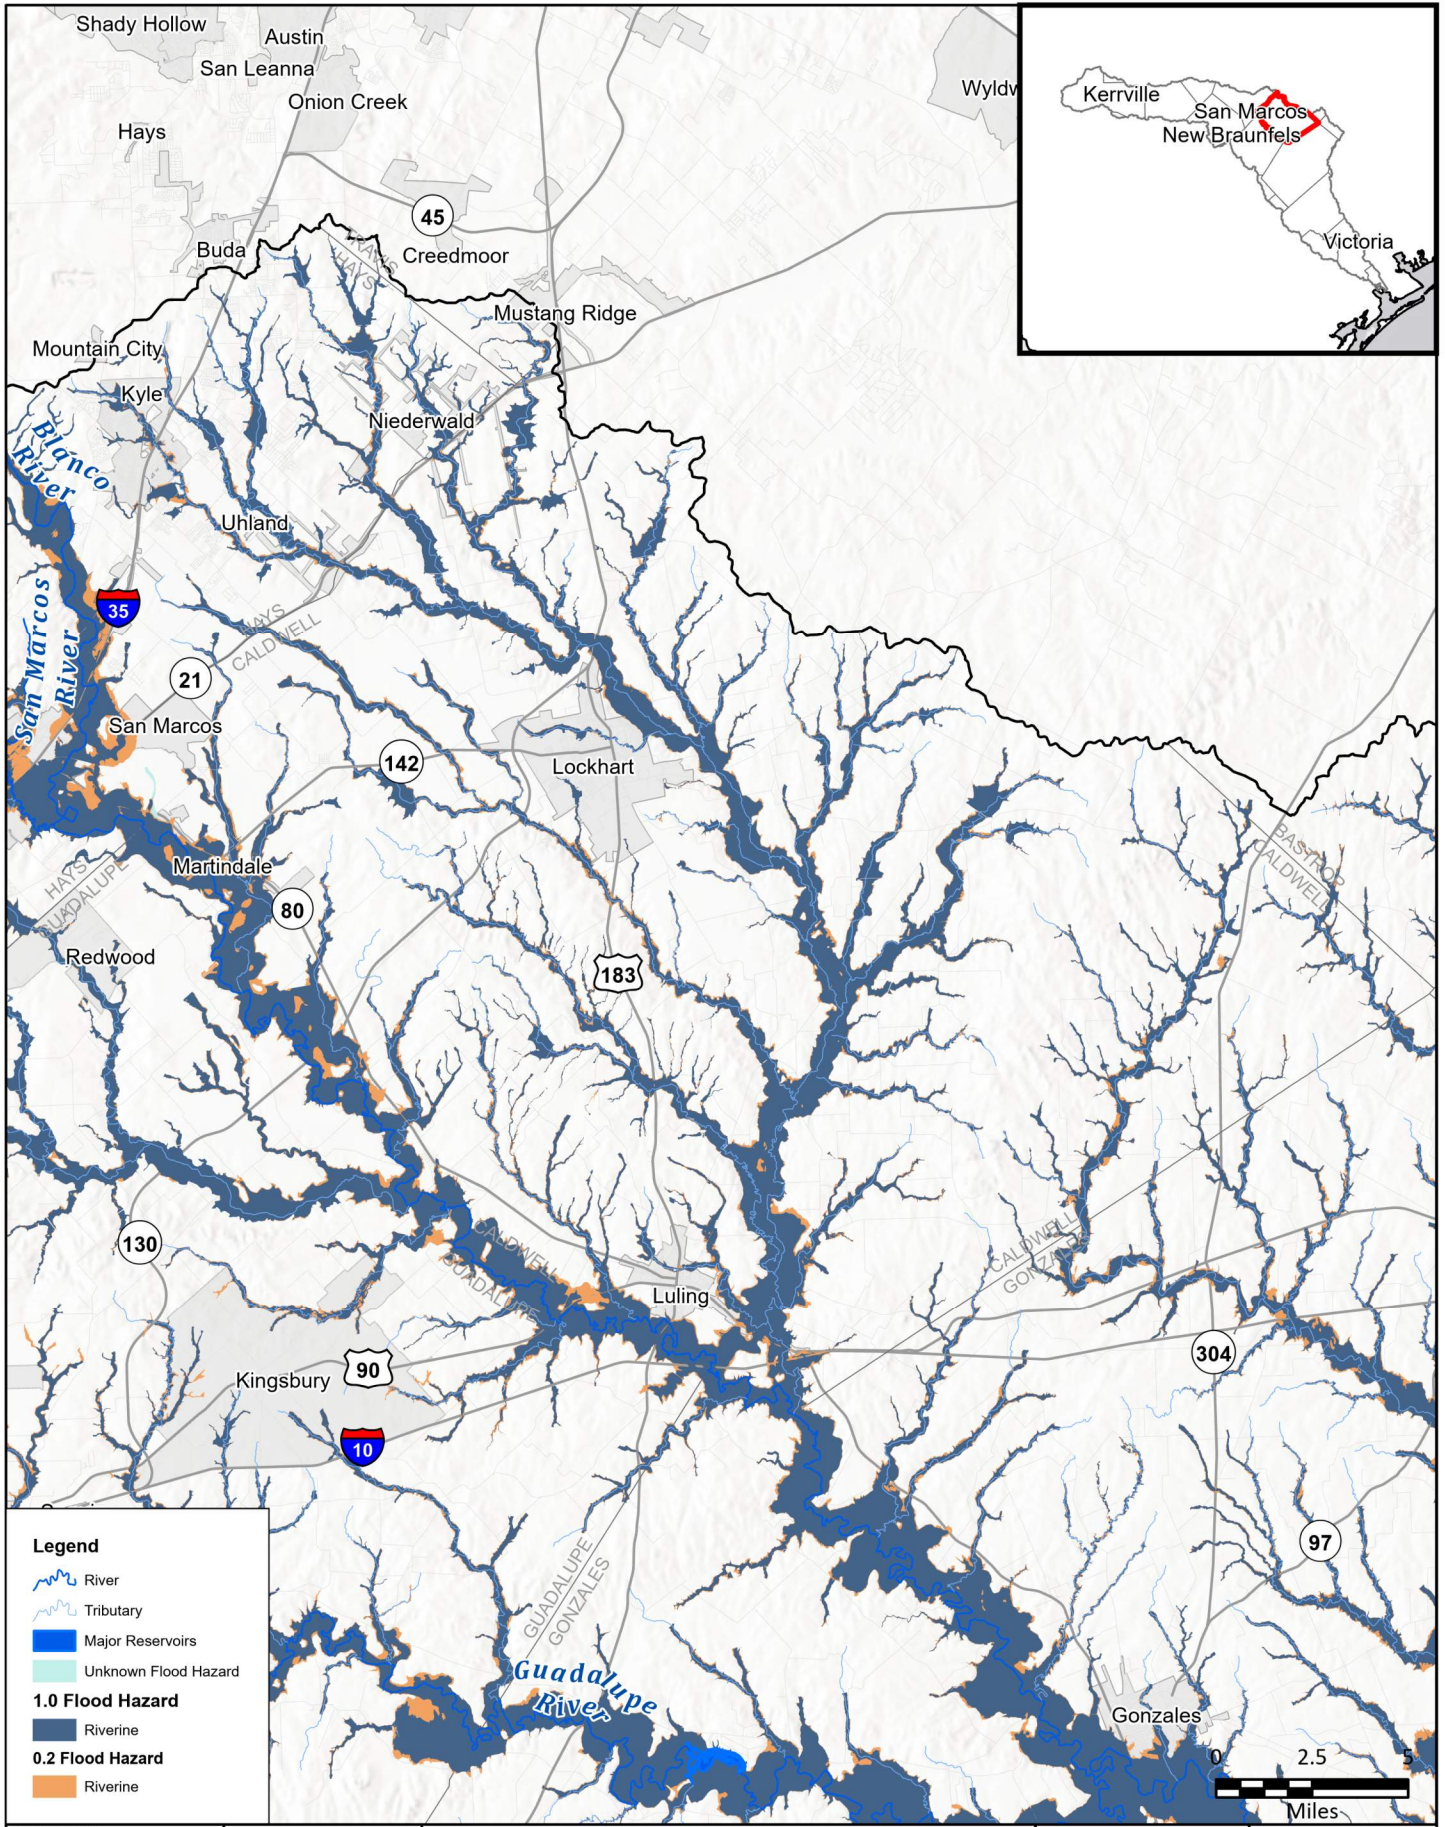 Shady Hollow
Austin
San Leanna
Onion Creek
Hays
Kerrville
San Marcos
New Braunfels
Victoria
45
Buda
TRAVIS
HAYS
Creedmoor
Mustang Ridge
Mountain City
Kyle
Niederwald
Blanco
River
Uhland
San Marcos
River
35
HAYS
CALDWELL
21
San Marcos
142
Lockhart
Martindale
HAYS
GUADALUPE
80
BASTROP
CALDWELL
Redwood
183
130
CALDWELL
GUADALUPE
CALDWELL
GONZALES
Luling
304
Kingsbury
90
10
97
GUADALUPE
GONZALES
Guadalupe
River
Gonzales
Legend
River
Tributary
Major Reservoirs
Unknown Flood Hazard
1.0 Flood Hazard
Riverine
0.2 Flood Hazard
Riverine
0 2.5 5
Miles